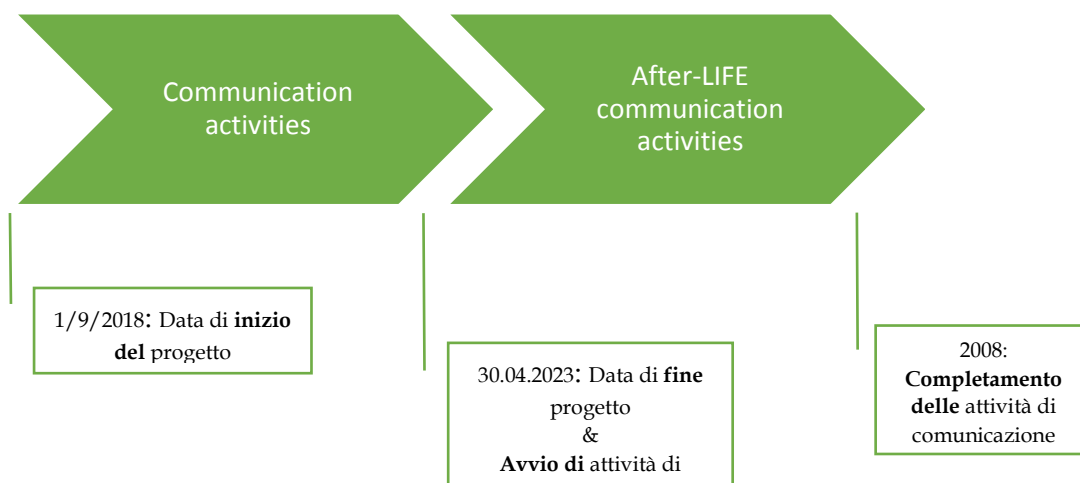 Communication
activities
After-LIFE
communication
activities
1/9/2018: Data di inizio
del progetto
30.04.2023: Data di fine
progetto
&
Avvio di attività di
2008:
Completamento
delle attività di
comunicazione